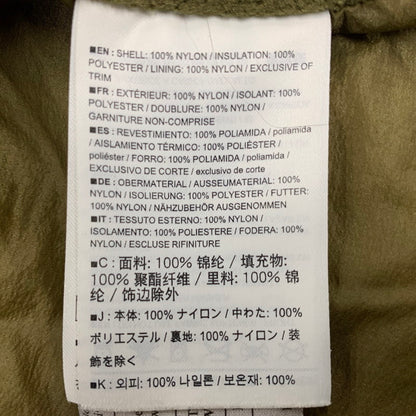 ■EN: SHELL: 100% NYLON / INSULATION: 100%
POLYESTER / LINING: 100% NYLON / EXCLUSIVE OF
TRIM
■FR: EXTÉRIEUR: 100% NYLON / ISOLANT: 100%
POLYESTER / DOUBLURE: 100% NYLON /
GARNITURE NON-COMPRISE
■ES: REVESTIMIENTO: 100% POLIAMIDA / poliamida
/ AISLAMIENTO TÉRMICO: 100% POLIÉSTER /
poliéster / FORRO: 100% POLIAMIDA / poliamida /
EXCLUSIVO DE CORTE / exclusivo de corte
■DE: OBERMATERIAL / AUSSEUMATERIAL: 100%
NYLON / ISOLIERUNG: 100% POLYESTER / FUTTER:
100% NYLON / NÄHZUBEHÖR AUSGENOMMEN
■IT: TESSUTO ESTERNO: 100% NYLON /
ISOLAMENTO: 100% POLIESTERE / FODERA: 100%
NYLON / ESCLUSE RIFINITURE
■C: 面料: 100% 锦纶 / 填充物:
100% 聚酯纤维 / 里料: 100% 锦
纶 / 饰边除外
■J: 本体: 100% ナイロン / 中わた: 100%
ポリエステル / 裏地: 100% ナイロン / 装
飾を除く
■K: 외피: 100% 나일론 / 보온재: 100%